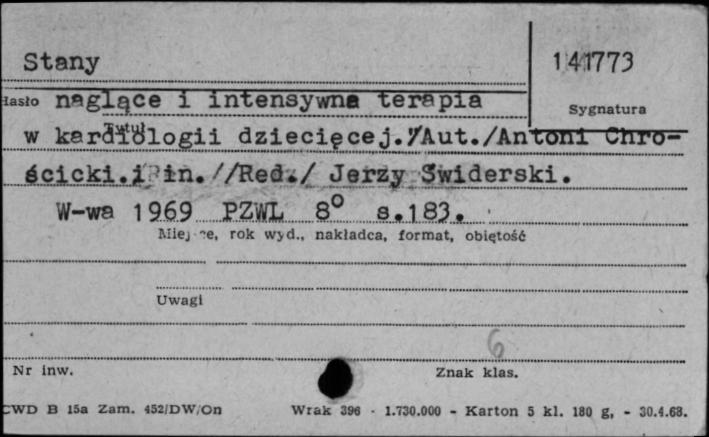 Stany
141773
Hasło naglące i intensywna terapia
Sygnatura
Tytuł
w kardiologii dziecięcej./Aut./Antoni Chro-
ścicki.i in.//Red./ Jerzy Świderski.
W-wa 1969 PZWL 8° s.183.
Miejsce, rok wyd., nakładca, format, objętość
Uwagi
6
Nr inw.
Znak klas.
CWD B 15a Zam. 452/DW/On Wrak 396 - 1.730.000 - Karton 5 kl. 180 g, - 30.4.68.